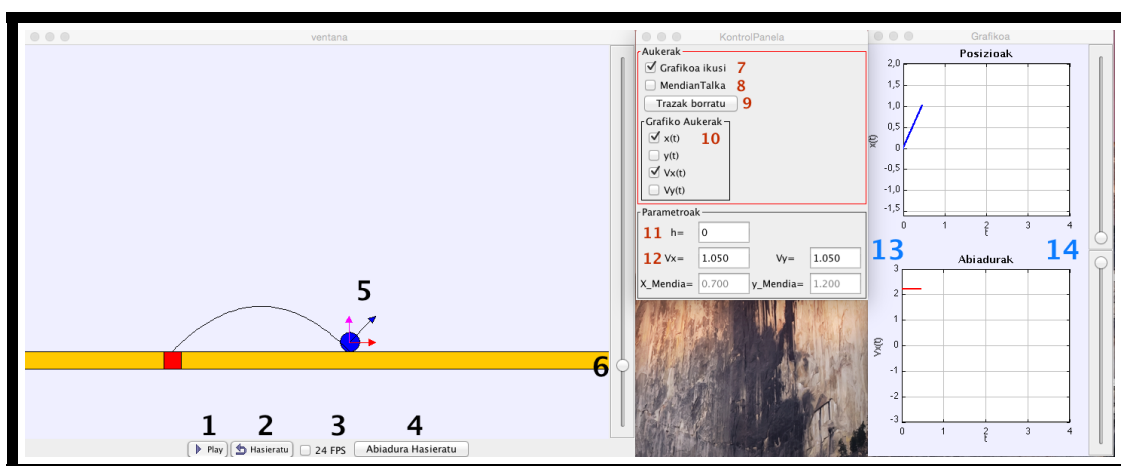 ventana
5
6
1 2 3 4
Play Hasieratu 24 FPS Abiadura Hasieratu
KontrolPanela
Aukerak
Grafikoa ikusi 7
MendianTalka 8
Trazak borratu 9
Grafiko Aukerak
x(t) 10
y(t)
Vx(t)
Vy(t)
Parametroak
11 h= 0
12 Vx= 1.050 Vy= 1.050
X_Mendia= 0.700 y_Mendia= 1.200
Grafikoa
Posizioak
2,0
1,5
1,0
0,5
0
-0,5
-1,0
-1,5
x(t)
0 1 2 3 4
t
13 14
Abiadurak
3
2
1
0
-1
-2
-3
Vx(t)
0 1 2 3 4
t